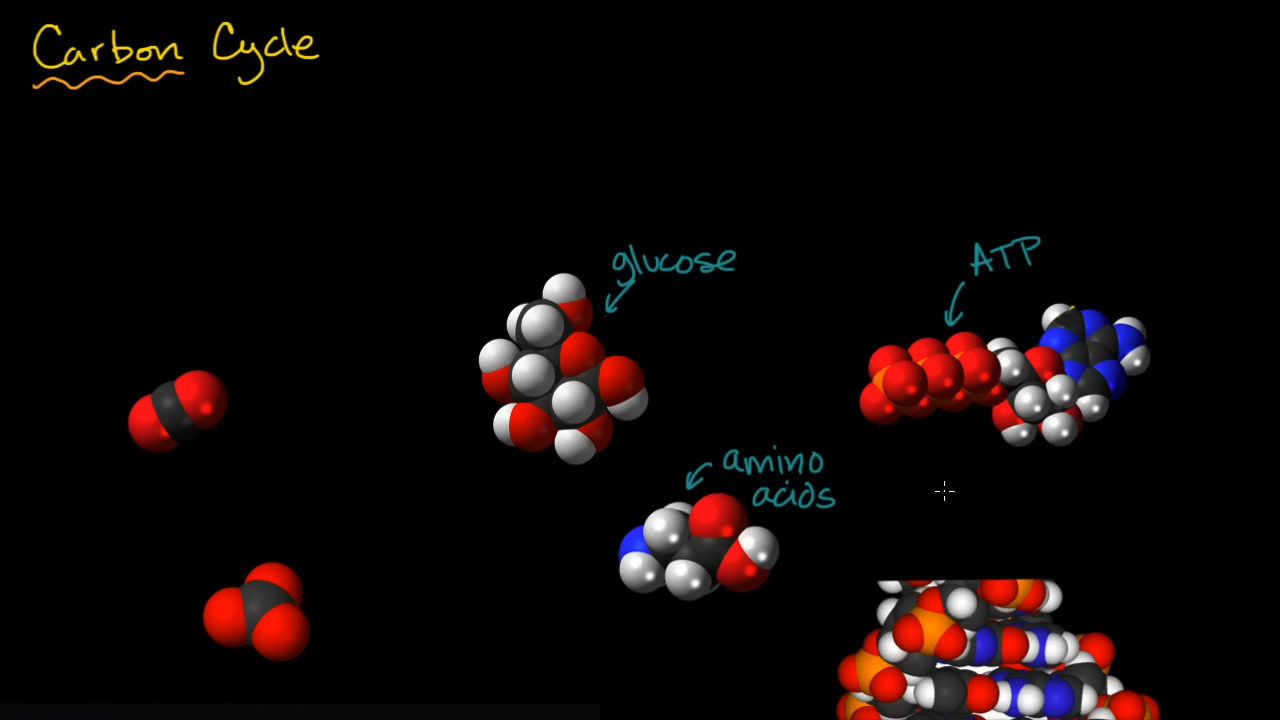 Carbon Cycle
glucose
ATP
amino
acids